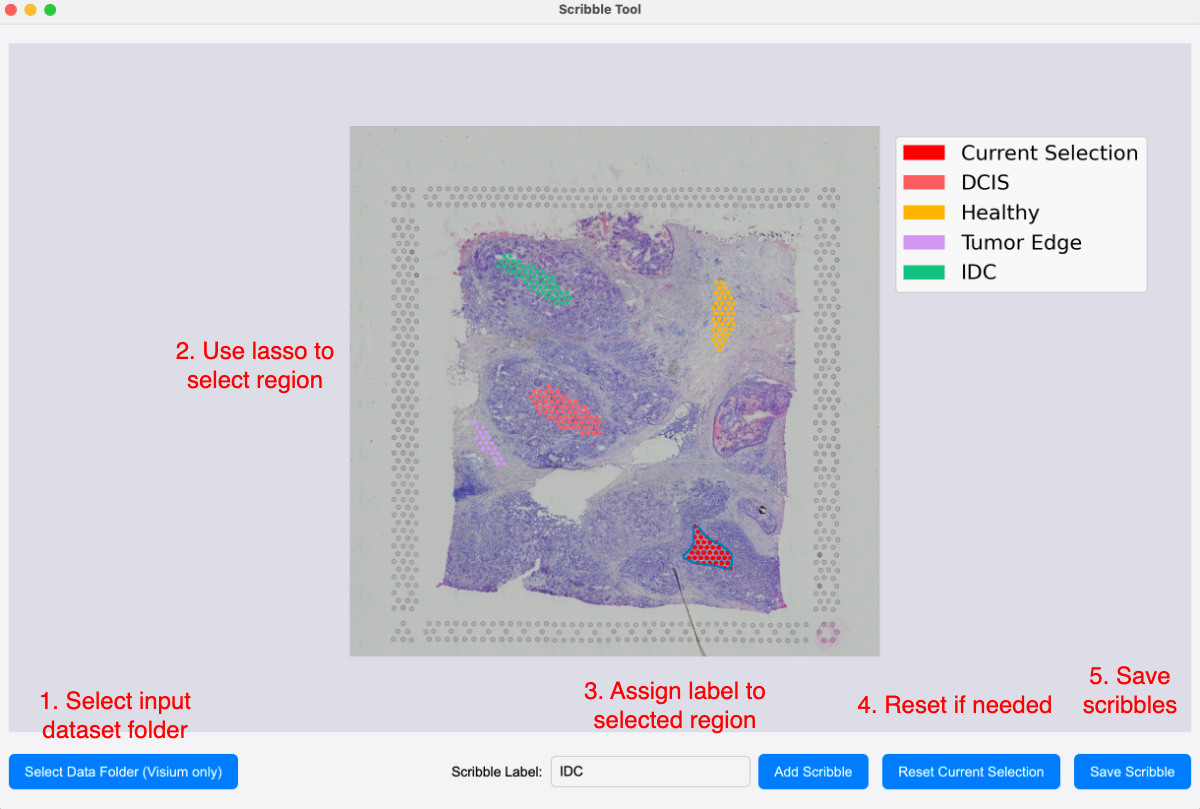 Scribble Tool
Current Selection
DCIS
Healthy
Tumor Edge
IDC
2. Use lasso to
select region
1. Select input
dataset folder
3. Assign label to
selected region
4. Reset if needed
5. Save
scribbles
Select Data Folder (Visium only)
Scribble Label:
IDC
Add Scribble
Reset Current Selection
Save Scribble